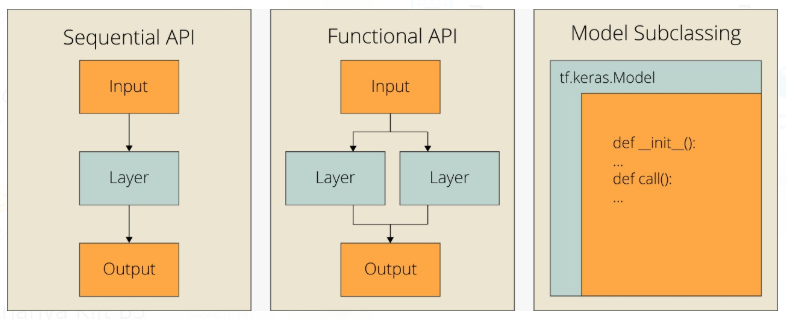 Sequential API
Input
Layer
Output
Functional API
Input
Layer
Layer
Output
Model Subclassing
tf.keras.Model
def __init__():
...
def call():
...